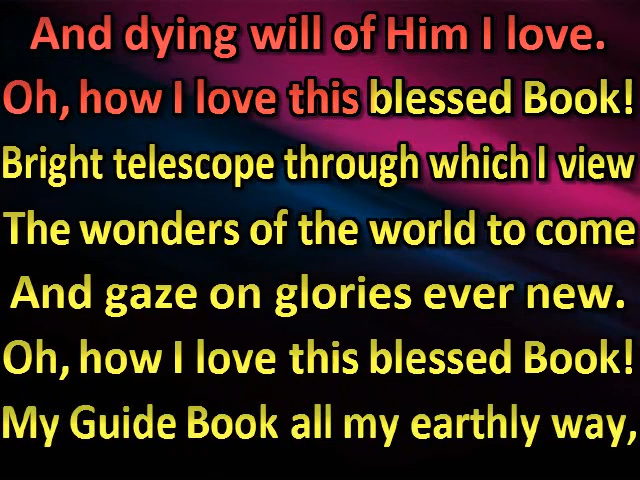 And dying will of Him I love.
Oh, how I love this blessed Book!
Bright telescope through which I view
The wonders of the world to come
And gaze on glories ever new.
Oh, how I love this blessed Book!
My Guide Book all my earthly way,